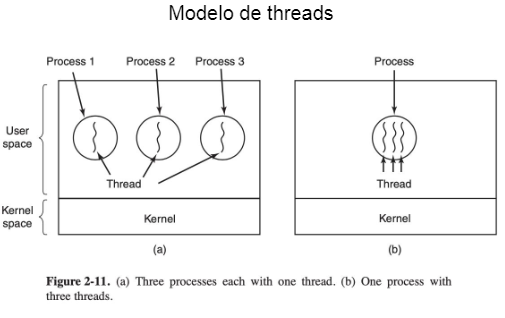 Modelo de threads
Process 1 Process 2 Process 3 Process
User
space
Thread Thread
Kernel
space
Kernel Kernel
(a) (b)
Figure 2-11. (a) Three processes each with one thread. (b) One process with
three threads.